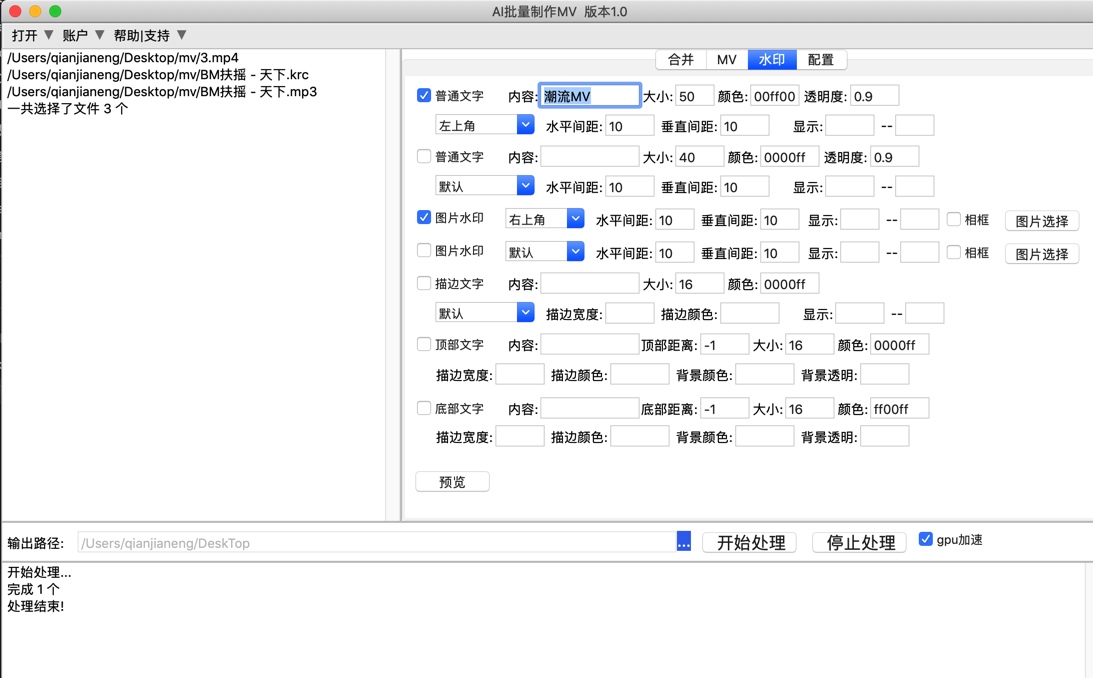 AI批量制作MV 版本1.0
打开 ▼ 账户 ▼ 帮助|支持 ▼
/Users/qianjianeng/Desktop/mv/3.mp4
/Users/qianjianeng/Desktop/mv/BM扶摇 - 天下.krc
/Users/qianjianeng/Desktop/mv/BM扶摇 - 天下.mp3
一共选择了文件 3 个
合并 MV 水印 配置
普通文字 内容: 潮流MV 大小: 50 颜色: 00ff00 透明度: 0.9
左上角 水平间距: 10 垂直间距: 10 显示: --
普通文字 内容: 大小: 40 颜色: 0000ff 透明度: 0.9
默认 水平间距: 10 垂直间距: 10 显示: --
图片水印 右上角 水平间距: 10 垂直间距: 10 显示: -- 相框 图片选择
图片水印 默认 水平间距: 10 垂直间距: 10 显示: -- 相框 图片选择
描边文字 内容: 大小: 16 颜色: 0000ff
默认 描边宽度: 描边颜色: 显示: --
顶部文字 内容: 顶部距离: -1 大小: 16 颜色: 0000ff
描边宽度: 描边颜色: 背景颜色: 背景透明:
底部文字 内容: 底部距离: -1 大小: 16 颜色: ff00ff
描边宽度: 描边颜色: 背景颜色: 背景透明:
预览
输出路径: /Users/qianjianeng/DeskTop ... 开始处理 停止处理 gpu加速
开始处理...
完成 1 个
处理结束!